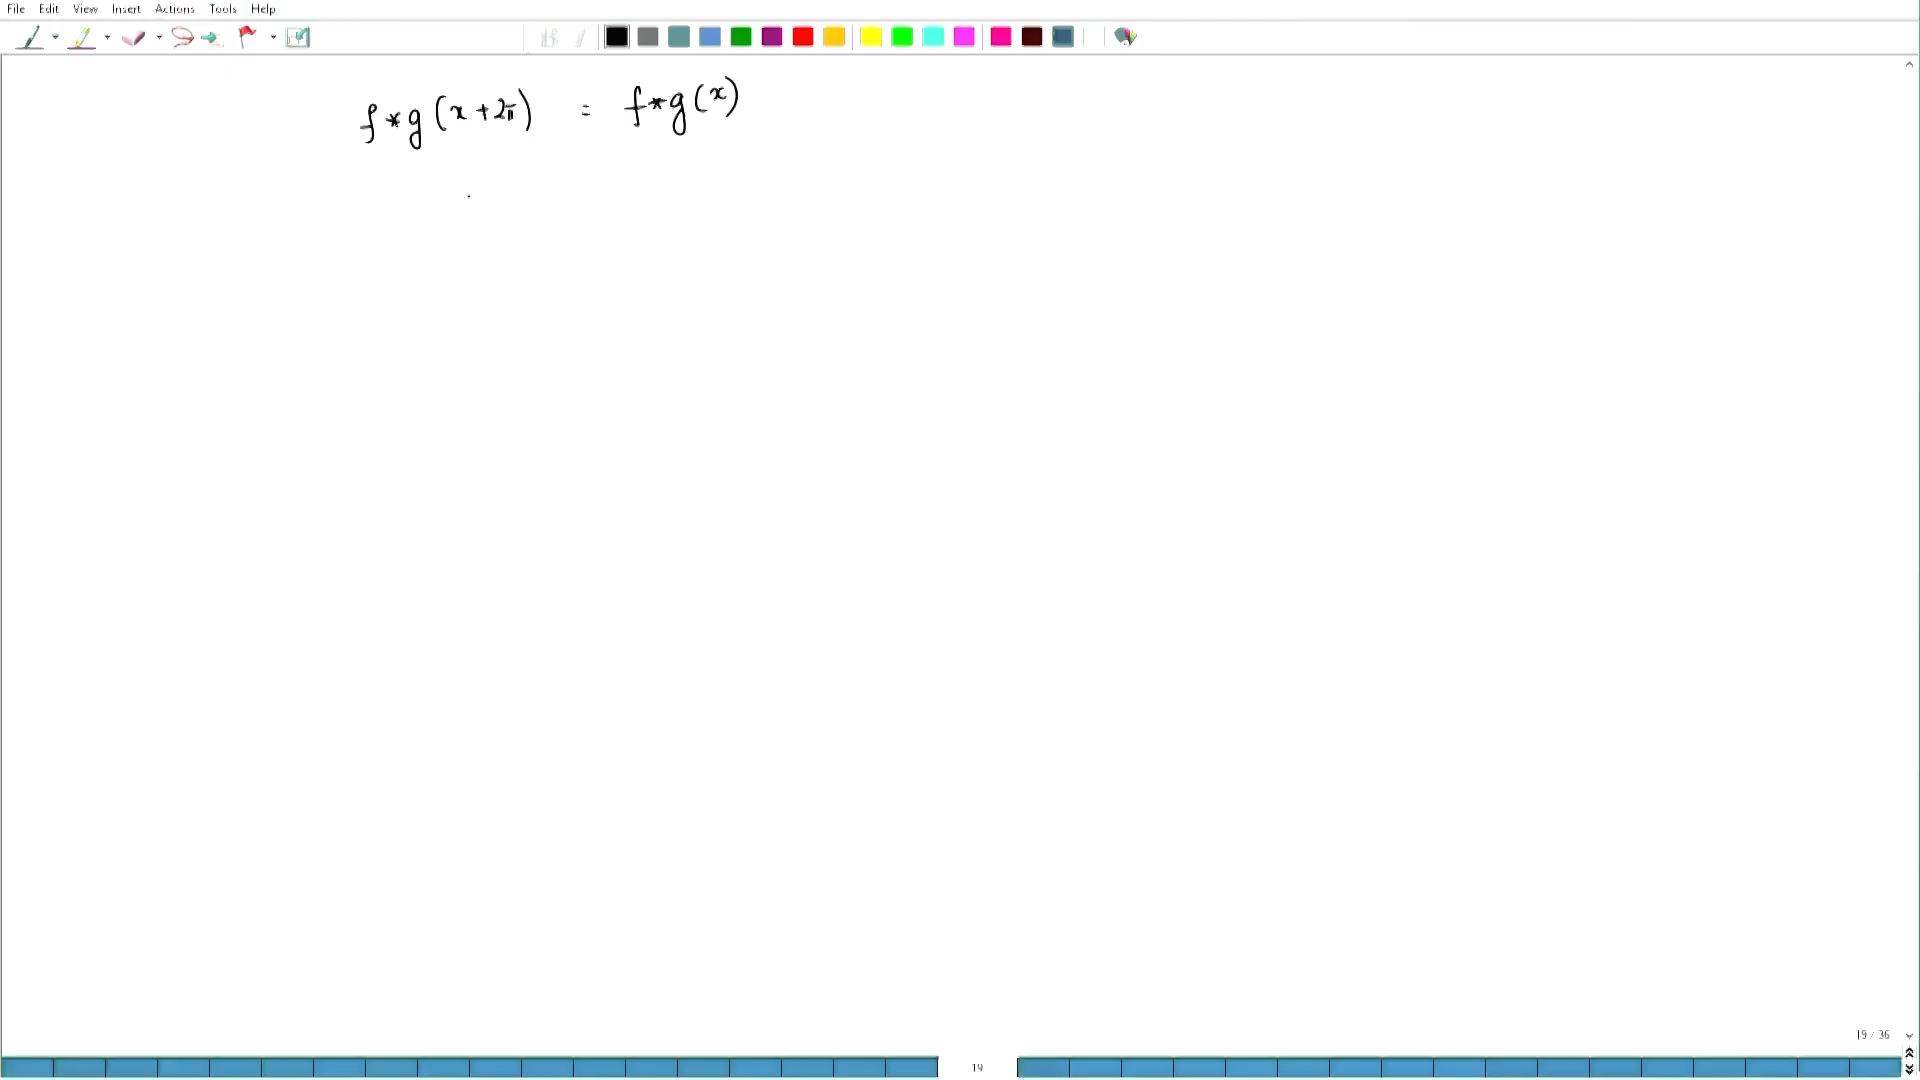 File Edit View Insert Actions Tools Help
f*g(x+2π) = f*g(x)
19 / 36
19